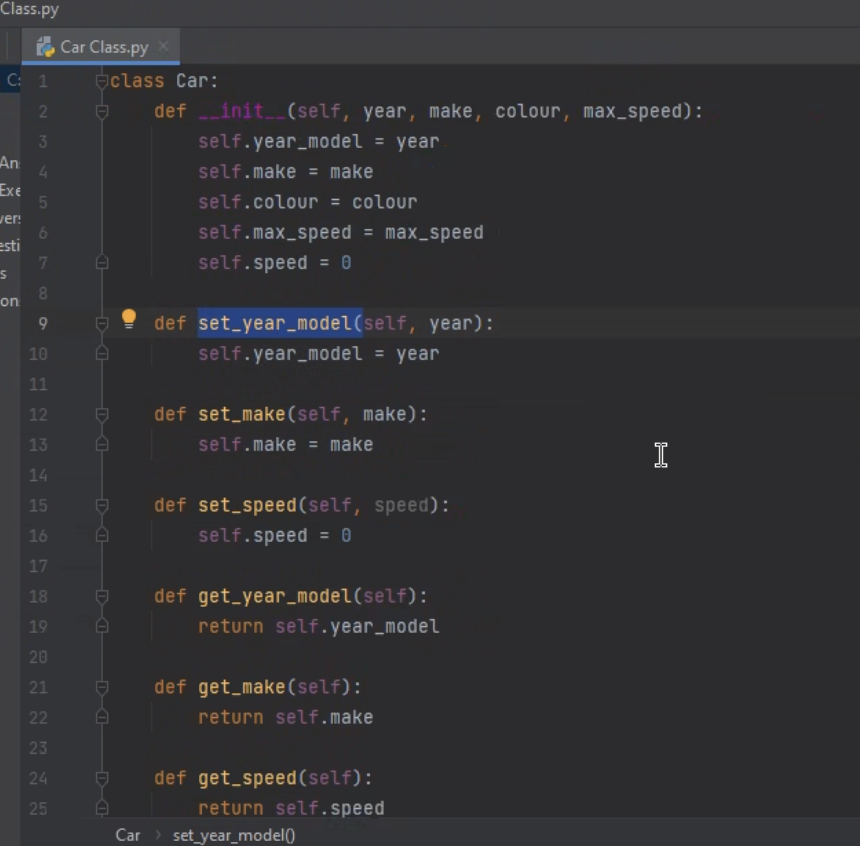 Class.py
Car Class.py
1 class Car:
2     def __init__(self, year, make, colour, max_speed):
3         self.year_model = year
4         self.make = make
5         self.colour = colour
6         self.max_speed = max_speed
7         self.speed = 0
8
9     def set_year_model(self, year):
10         self.year_model = year
11
12     def set_make(self, make):
13         self.make = make
14
15     def set_speed(self, speed):
16         self.speed = 0
17
18     def get_year_model(self):
19         return self.year_model
20
21     def get_make(self):
22         return self.make
23
24     def get_speed(self):
25         return self.speed
Car > set_year_model()